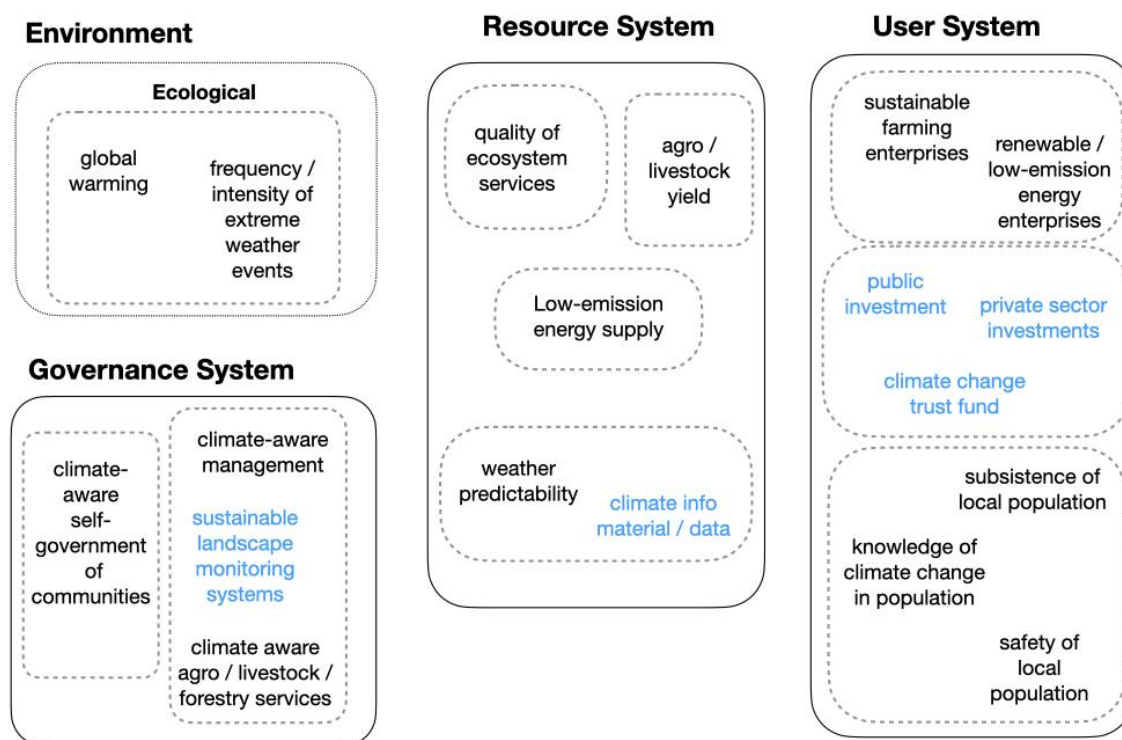 Environment
Ecological
global
warming
frequency /
intensity of
extreme
weather
events
Governance System
climate-
aware
self-
government
of
communities
climate-aware
management
sustainable
landscape
monitoring
systems
climate aware
agro / livestock /
forestry services
Resource System
quality of
ecosystem
services
agro /
livestock
yield
Low-emission
energy supply
weather
predictability
climate info
material / data
User System
sustainable
farming
enterprises
renewable /
low-emission
energy
enterprises
public
investment
private sector
investments
climate change
trust fund
subsistence of
local population
knowledge of
climate change
in population
safety of
local
population